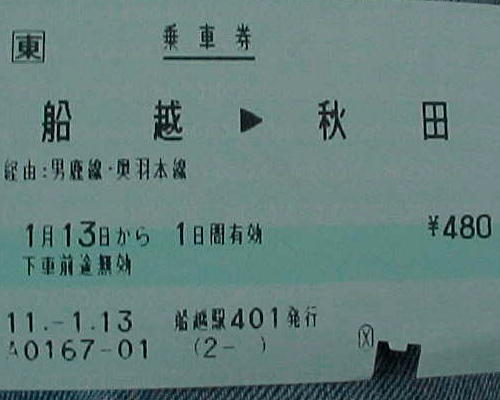 東 乗車券
船越 ▶ 秋田
経由:男鹿線・奥羽本線
1月13日から 1日間有効 ¥480
下車前途無効
11.-1.13 船越駅401発行
A0167-01 (2- ) ㊇